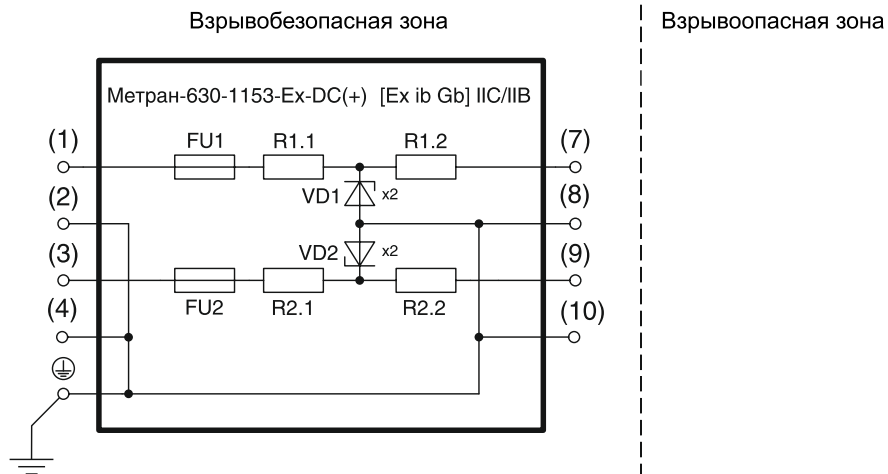 Взрывобезопасная зона
Взрывоопасная зона
Метран-630-1153-Ex-DC(+) [Ex ib Gb] IIC/IIB
(1) FU1 R1.1 R1.2 (7)
VD1 x2
(2) (8)
VD2 x2
(3) (9)
FU2 R2.1 R2.2
(4) (10)